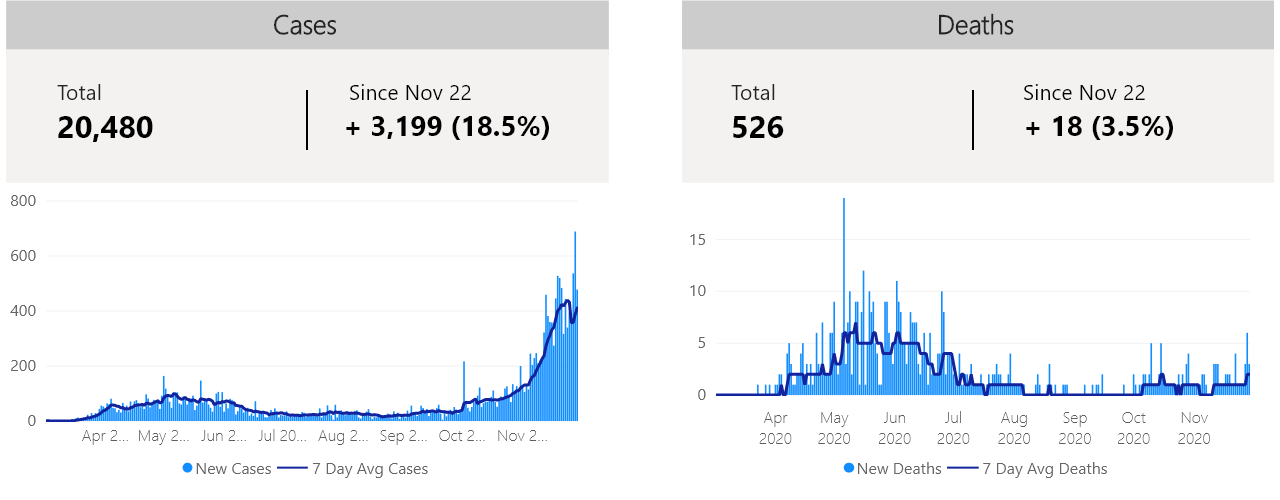 Cases
Total
20,480
Since Nov 22
+ 3,199 (18.5%)
800
600
400
200
0
Apr 2... May 2... Jun 2... Jul 20... Aug 2... Sep 2... Oct 2... Nov 2...
New Cases 7 Day Avg Cases
Deaths
Total
526
Since Nov 22
+ 18 (3.5%)
15
10
5
0
Apr May Jun Jul Aug Sep Oct Nov
2020 2020 2020 2020 2020 2020 2020 2020
New Deaths 7 Day Avg Deaths